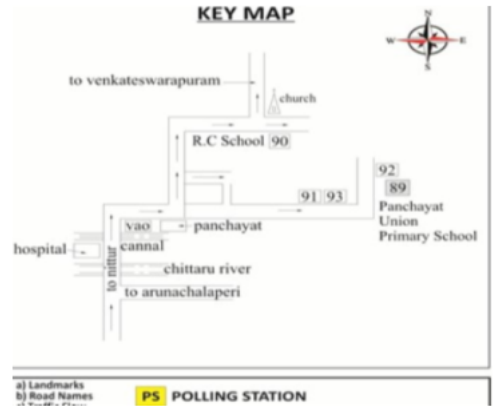 KEY MAP
N
W E
S
to venkateswarapuram
church
R.C School 90
92
91 93
89
Panchayat
Union
Primary School
vao
panchayat
hospital
cannal
to nittur
chittaru river
to arunachalaperi
a) Landmarks
b) Road Names
PS POLLING STATION